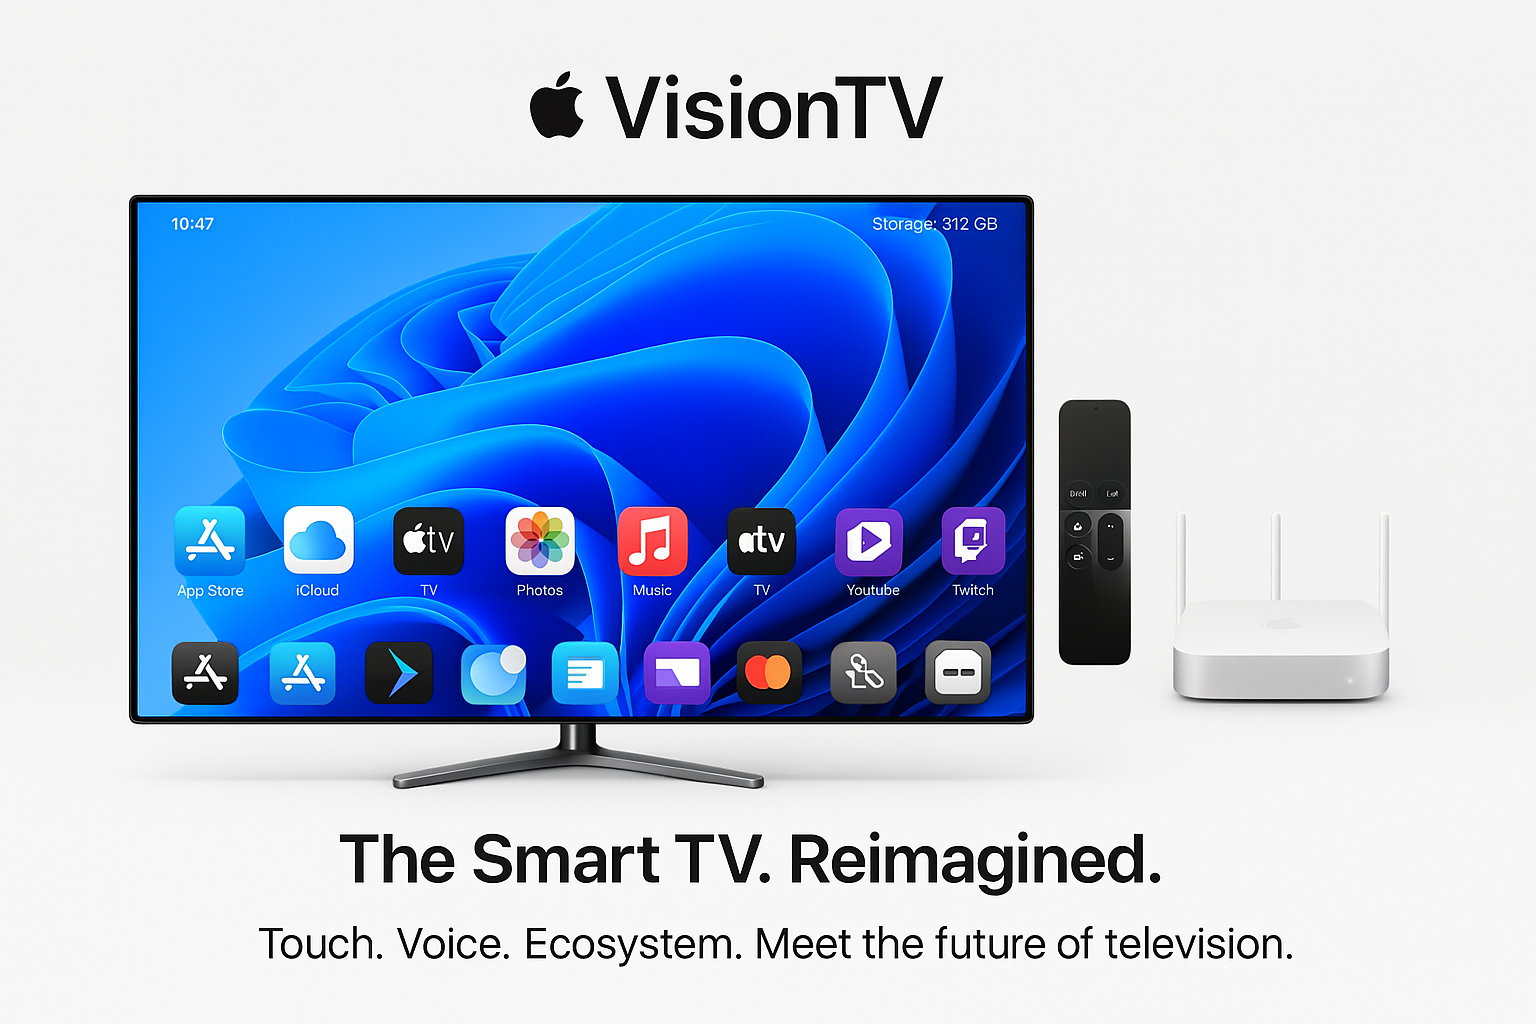 VisionTV
10:47
Storage: 312 GB
tv
atv
App Store
iCloud
TV
Photos
Music
TV
Youtube
Twitch
The Smart TV. Reimagined.
Touch. Voice. Ecosystem. Meet the future of television.